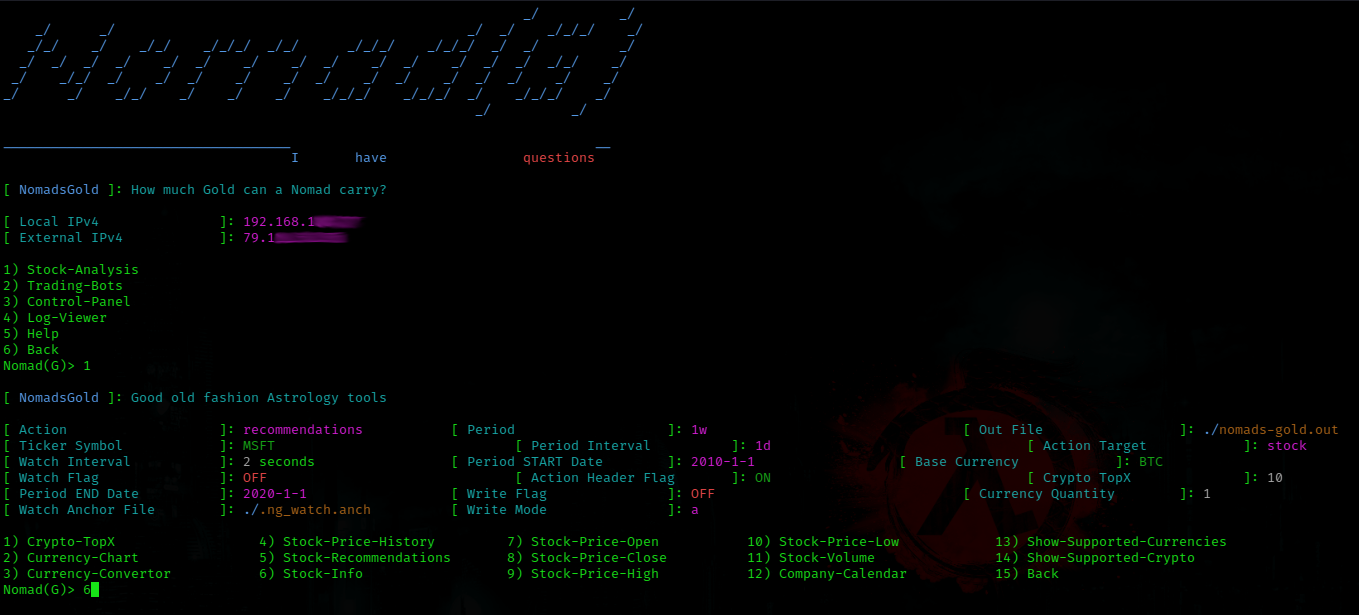 Nomad(G)
I have questions
[ NomadsGold ]: How much Gold can a Nomad carry?
[ Local IPv4 ]: 192.168.1
[ External IPv4 ]: 79.1
1) Stock-Analysis
2) Trading-Bots
3) Control-Panel
4) Log-Viewer
5) Help
6) Back
Nomad(G)> 1
[ NomadsGold ]: Good old fashion Astrology tools
[ Action ]: recommendations [ Period ]: 1w [ Out File ]: ./nomads-gold.out
[ Ticker Symbol ]: MSFT [ Period Interval ]: 1d [ Action Target ]: stock
[ Watch Interval ]: 2 seconds [ Period START Date ]: 2010-1-1 [ Base Currency ]: BTC
[ Watch Flag ]: OFF [ Action Header Flag ]: ON [ Crypto TopX ]: 10
[ Period END Date ]: 2020-1-1 [ Write Flag ]: OFF [ Currency Quantity ]: 1
[ Watch Anchor File ]: ./.ng_watch.anch [ Write Mode ]: a
1) Crypto-TopX 4) Stock-Price-History 7) Stock-Price-Open 10) Stock-Price-Low 13) Show-Supported-Currencies
2) Currency-Chart 5) Stock-Recommendations 8) Stock-Price-Close 11) Stock-Volume 14) Show-Supported-Crypto
3) Currency-Convertor 6) Stock-Info 9) Stock-Price-High 12) Company-Calendar 15) Back
Nomad(G)> 6